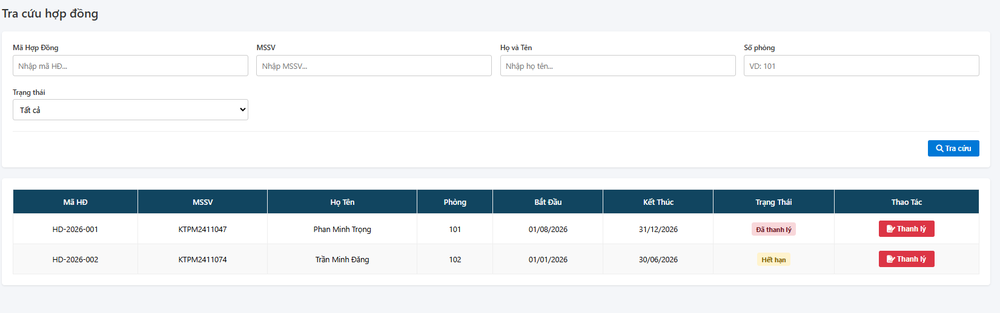 Tra cứu hợp đồng
Mã Hợp Đồng MSSV Họ và Tên Số phòng
Nhập mã HĐ... Nhập MSSV... Nhập họ tên... VD: 101
Trạng thái
Tất cả
Tra cứu
Mã HĐ MSSV Họ Tên Phòng Bắt Đầu Kết Thúc Trạng Thái Thao Tác
HD-2026-001 KTPM2411047 Phan Minh Trọng 101 01/08/2026 31/12/2026 Đã thanh lý Thanh lý
HD-2026-002 KTPM2411074 Trần Minh Đăng 102 01/01/2026 30/06/2026 Hết hạn Thanh lý